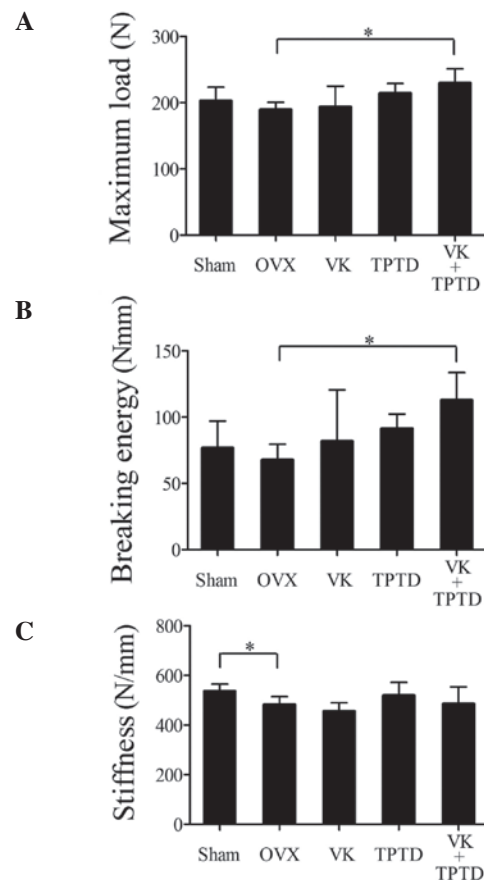 A
Maximum load (N)
300
200
100
0
*
Sham OVX VK TPTD VK
+
TPTD
B
Breaking energy (Nmm)
150
100
50
0
*
Sham OVX VK TPTD VK
+
TPTD
C
Stiffness (N/mm)
800
600
400
200
0
*
Sham OVX VK TPTD VK
+
TPTD